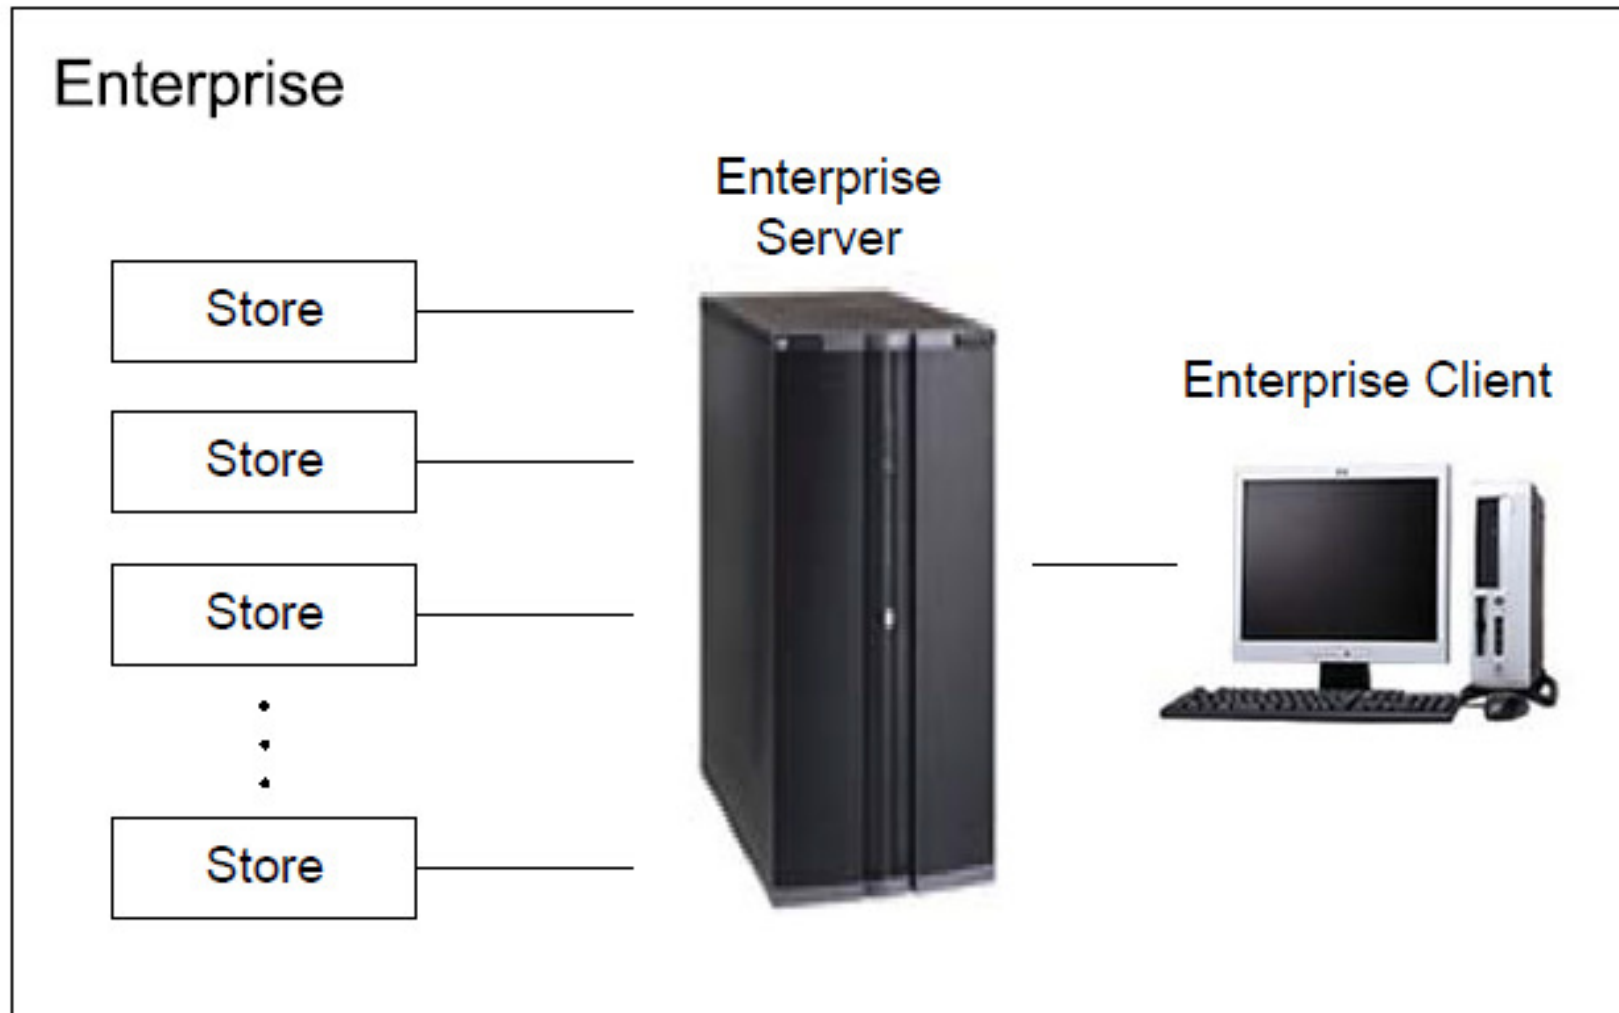 Enterprise
Enterprise
Server
Store
Store
Enterprise Client
Store
Store